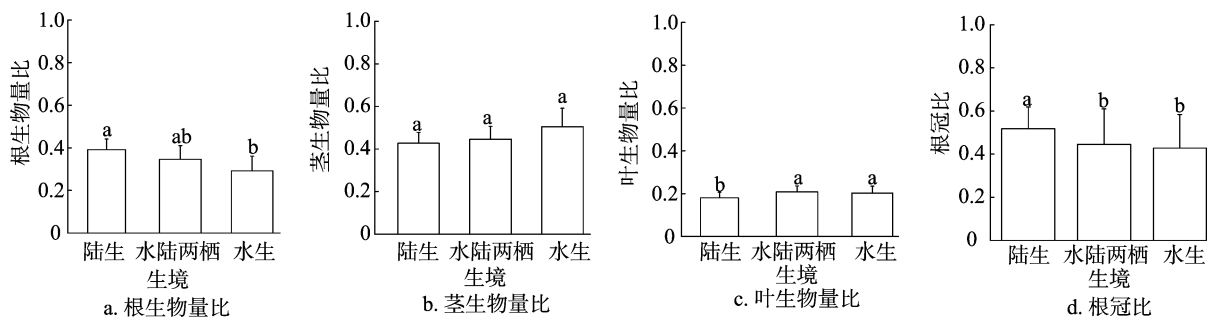 1.0
0.8
0.6
0.4
0.2
0
根生物量比
a
ab
b
陆生 水陆两栖 水生
生境
a. 根生物量比
1.0
0.8
0.6
0.4
0.2
0
茎生物量比
a
a
a
陆生 水陆两栖 水生
生境
b. 茎生物量比
1.0
0.8
0.6
0.4
0.2
0
叶生物量比
b
a
a
陆生 水陆两栖 水生
生境
c. 叶生物量比
1.0
0.8
0.6
0.4
0.2
0
根冠比
a
b
b
陆生 水陆两栖 水生
生境
d. 根冠比